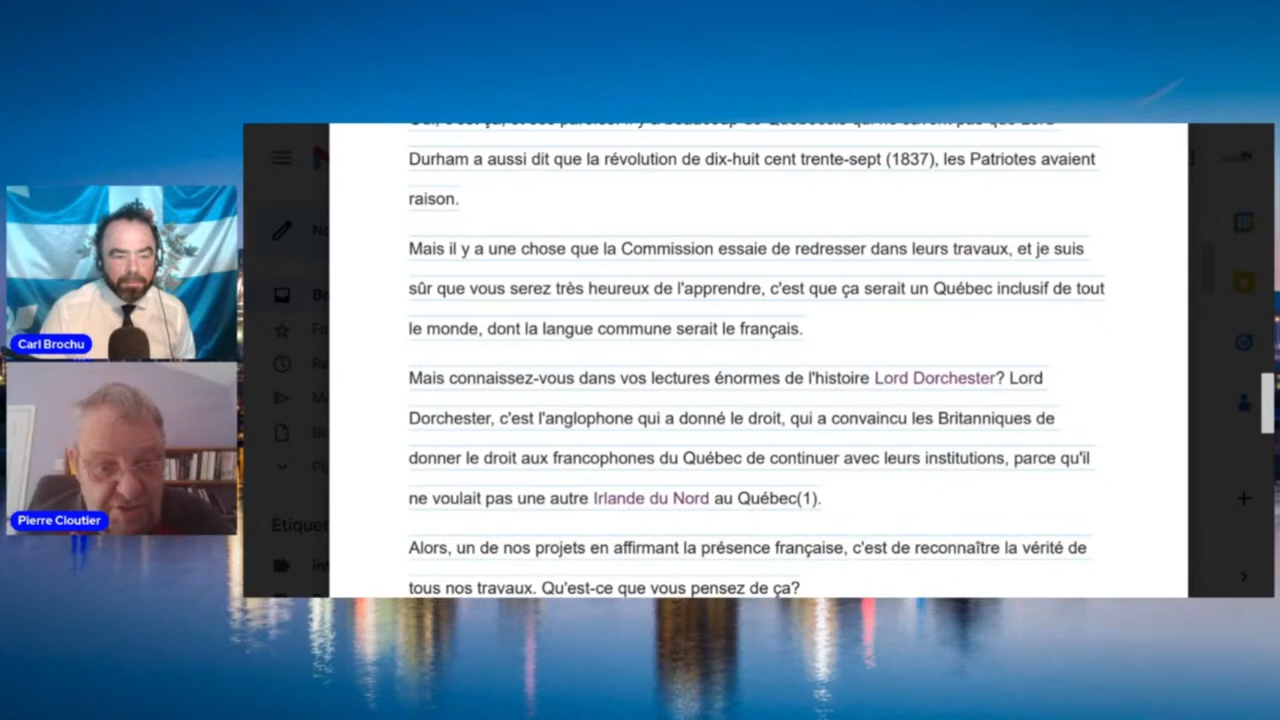 Durham a aussi dit que la révolution de dix-huit cent trente-sept (1837), les Patriotes avaient
raison.
Mais il y a une chose que la Commission essaie de redresser dans leurs travaux, et je suis
sûr que vous serez très heureux de l'apprendre, c'est que ça serait un Québec inclusif de tout
le monde, dont la langue commune serait le français.
Mais connaissez-vous dans vos lectures énormes de l'histoire Lord Dorchester? Lord
Dorchester, c'est l'anglophone qui a donné le droit, qui a convaincu les Britanniques de
donner le droit aux francophones du Québec de continuer avec leurs institutions, parce qu'il
ne voulait pas une autre Irlande du Nord au Québec(1).
Alors, un de nos projets en affirmant la présence française, c'est de reconnaître la vérité de
tous nos travaux. Qu'est-ce que vous pensez de ça?
Carl Brochu
Pierre Cloutier
Étiquet